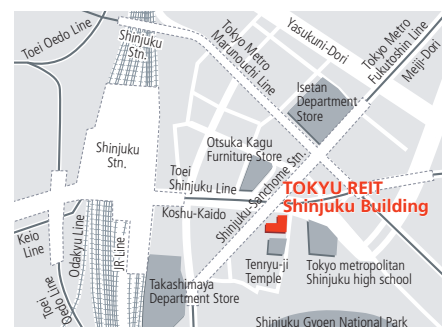 Toei Oedo Line
Shinjuku
Stn.
Tokyo Metro
Marunouchi Line
Yasukuni-Dori
Tokyo Metro
Fukutoshin Line
Meiji-Dori
Isetan
Department
Store
Shinjuku
Stn.
Otsuka Kagu
Furniture Store
Toei
Shinjuku Line
Shinjuku-Sanchome Stn.
TOKYU REIT
Shinjuku Building
Koshu-Kaido
Keio
Line
Odakyu Line
JR Line
Toei
Oedo Line
Takashimaya
Department Store
Tenryu-ji
Temple
Tokyo metropolitan
Shinjuku high school
Shinjuku Gyoen National Park